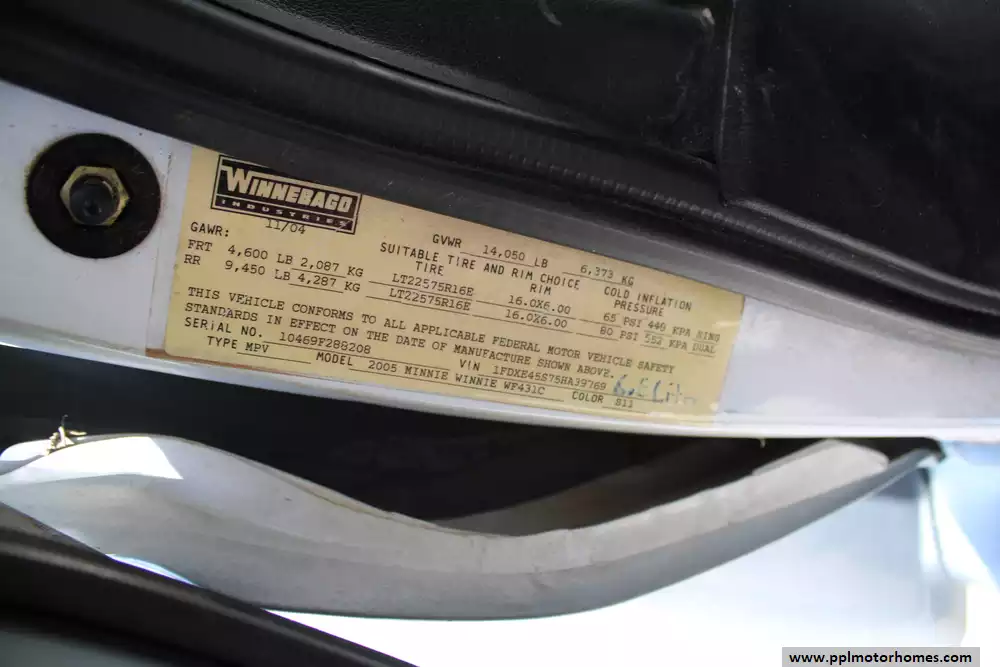 WINNEBAGO
INDUSTRIES
11/04
GAWR:
GVWR 14,050 LB 6,373 KG
SUITABLE TIRE AND RIM CHOICE
TIRE RIM COLD INFLATION PRESSURE
FRT 4,600 LB 2,087 KG LT22575R16E 16.0X6.00 65 PSI 446 KPA SING
RR 9,450 LB 4,287 KG LT22575R16E 16.0X6.00 80 PSI 552 KPA DUAL
THIS VEHICLE CONFORMS TO ALL APPLICABLE FEDERAL MOTOR VEHICLE SAFETY
STANDARDS IN EFFECT ON THE DATE OF MANUFACTURE SHOWN ABOVE.
SERIAL NO. 10469F288208 VIN 1FDXE45S75HA39769
TYPE MPV MODEL 2005 MINNIE WINNIE WF431C COLOR 811
www.pplmotorhomes.com